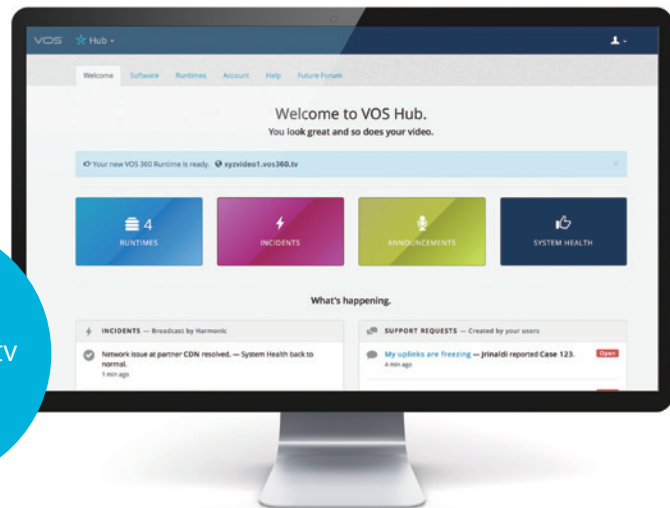 VOS Hub
Welcome Software Runtimes Account Help Future Forum
Welcome to VOS Hub.
You look great and so does your video.
Your new VOS 360 Runtime is ready. xyzvideo1.vos360.tv ×
4
RUNTIMES
INCIDENTS
ANNOUNCEMENTS
SYSTEM HEALTH
What's happening.
INCIDENTS — Broadcast by Harmonic
Network issue at partner CDN resolved. — System Health back to
normal.
1 min ago
SUPPORT REQUESTS — Created by your users
My uplinks are freezing — Jrinaldi reported Case 123. Open
4 min ago